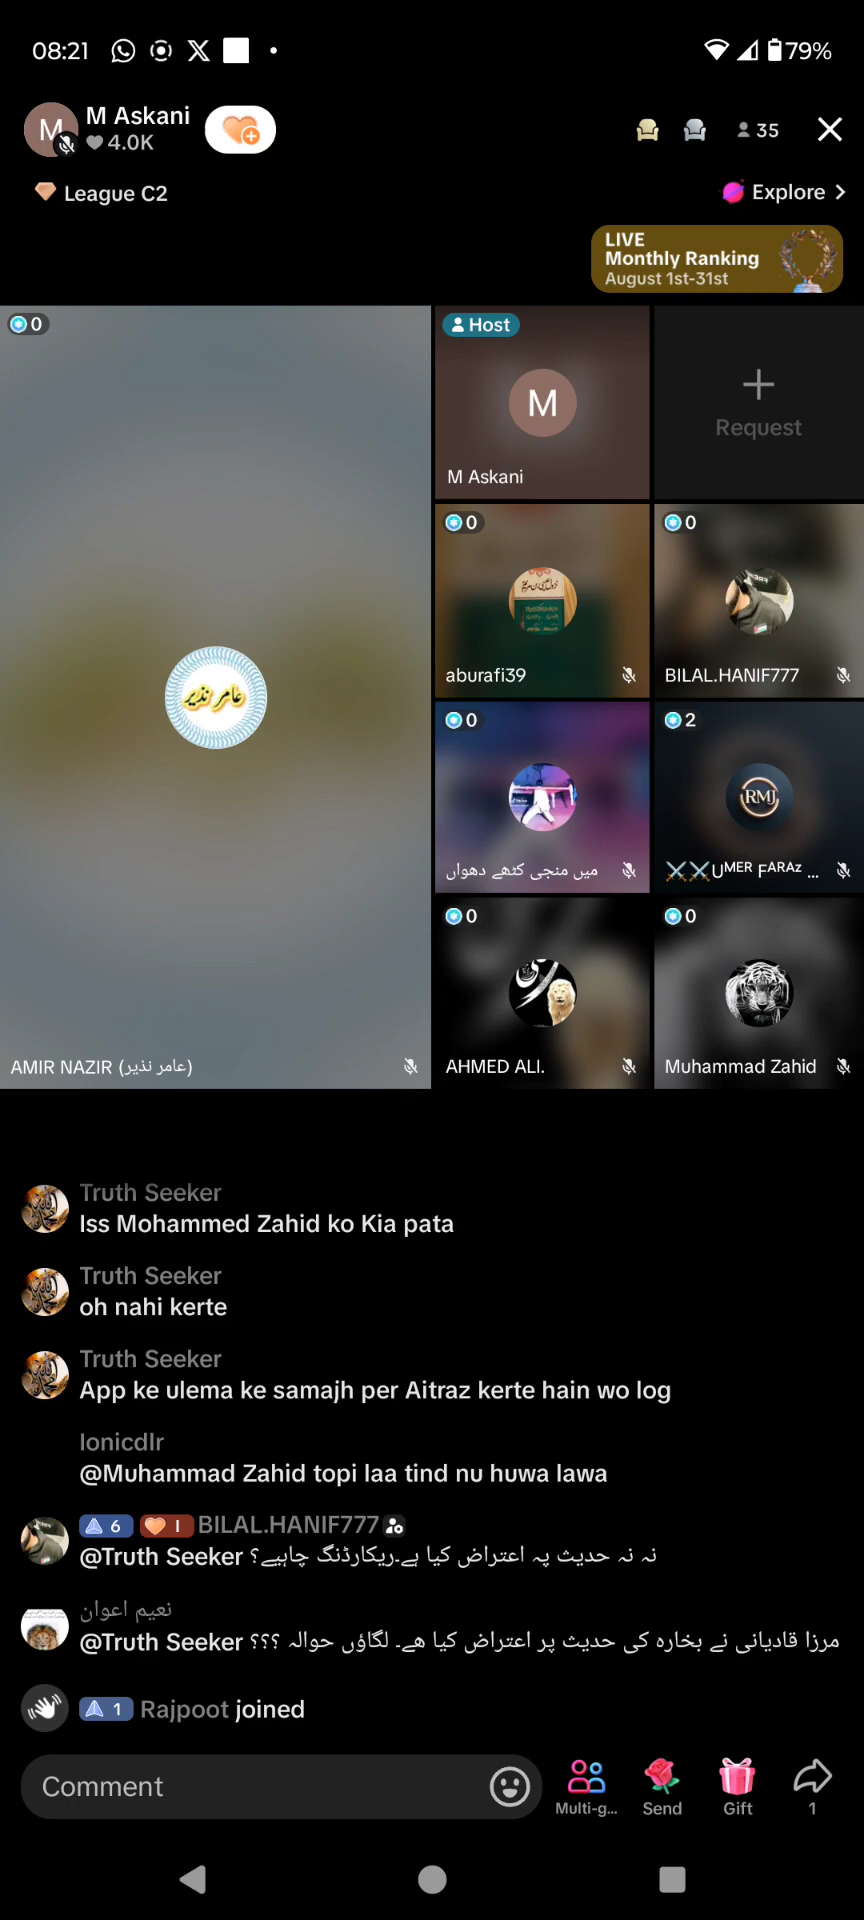 08:21
79%
M Askani
4.0K
35
League C2
Explore
LIVE
Monthly Ranking
August 1st-31st
0
Host
M
M Askani
Request
0
0
aburafi39
BILAL.HANIF777
عامر نذیر
0
2
RMJ
میں منجی کٹھے دھواں
⚔️⚔️Uᴹᴱᴿ Fᴬᴿᴬᶻ ...
0
0
AMIR NAZIR (عامر نذیر)
AHMED ALI.
Muhammad Zahid
Truth Seeker
Iss Mohammed Zahid ko Kia pata
Truth Seeker
oh nahi kerte
Truth Seeker
App ke ulema ke samajh per Aitraz kerte hain wo log
Ionicdlr
@Muhammad Zahid topi laa tind nu huwa lawa
6 I BILAL.HANIF777
@Truth Seeker نہ نہ حدیث پہ اعتراض کیا ہے۔ریکارڈنگ چاہیے؟
نعیم اعوان
@Truth Seeker مرزا قادیانی نے بخارہ کی حدیث پر اعتراض کیا ھے۔ لگاؤں حوالہ ؟؟؟
1 Rajpoot joined
Comment
Multi-g...
Send
Gift
1